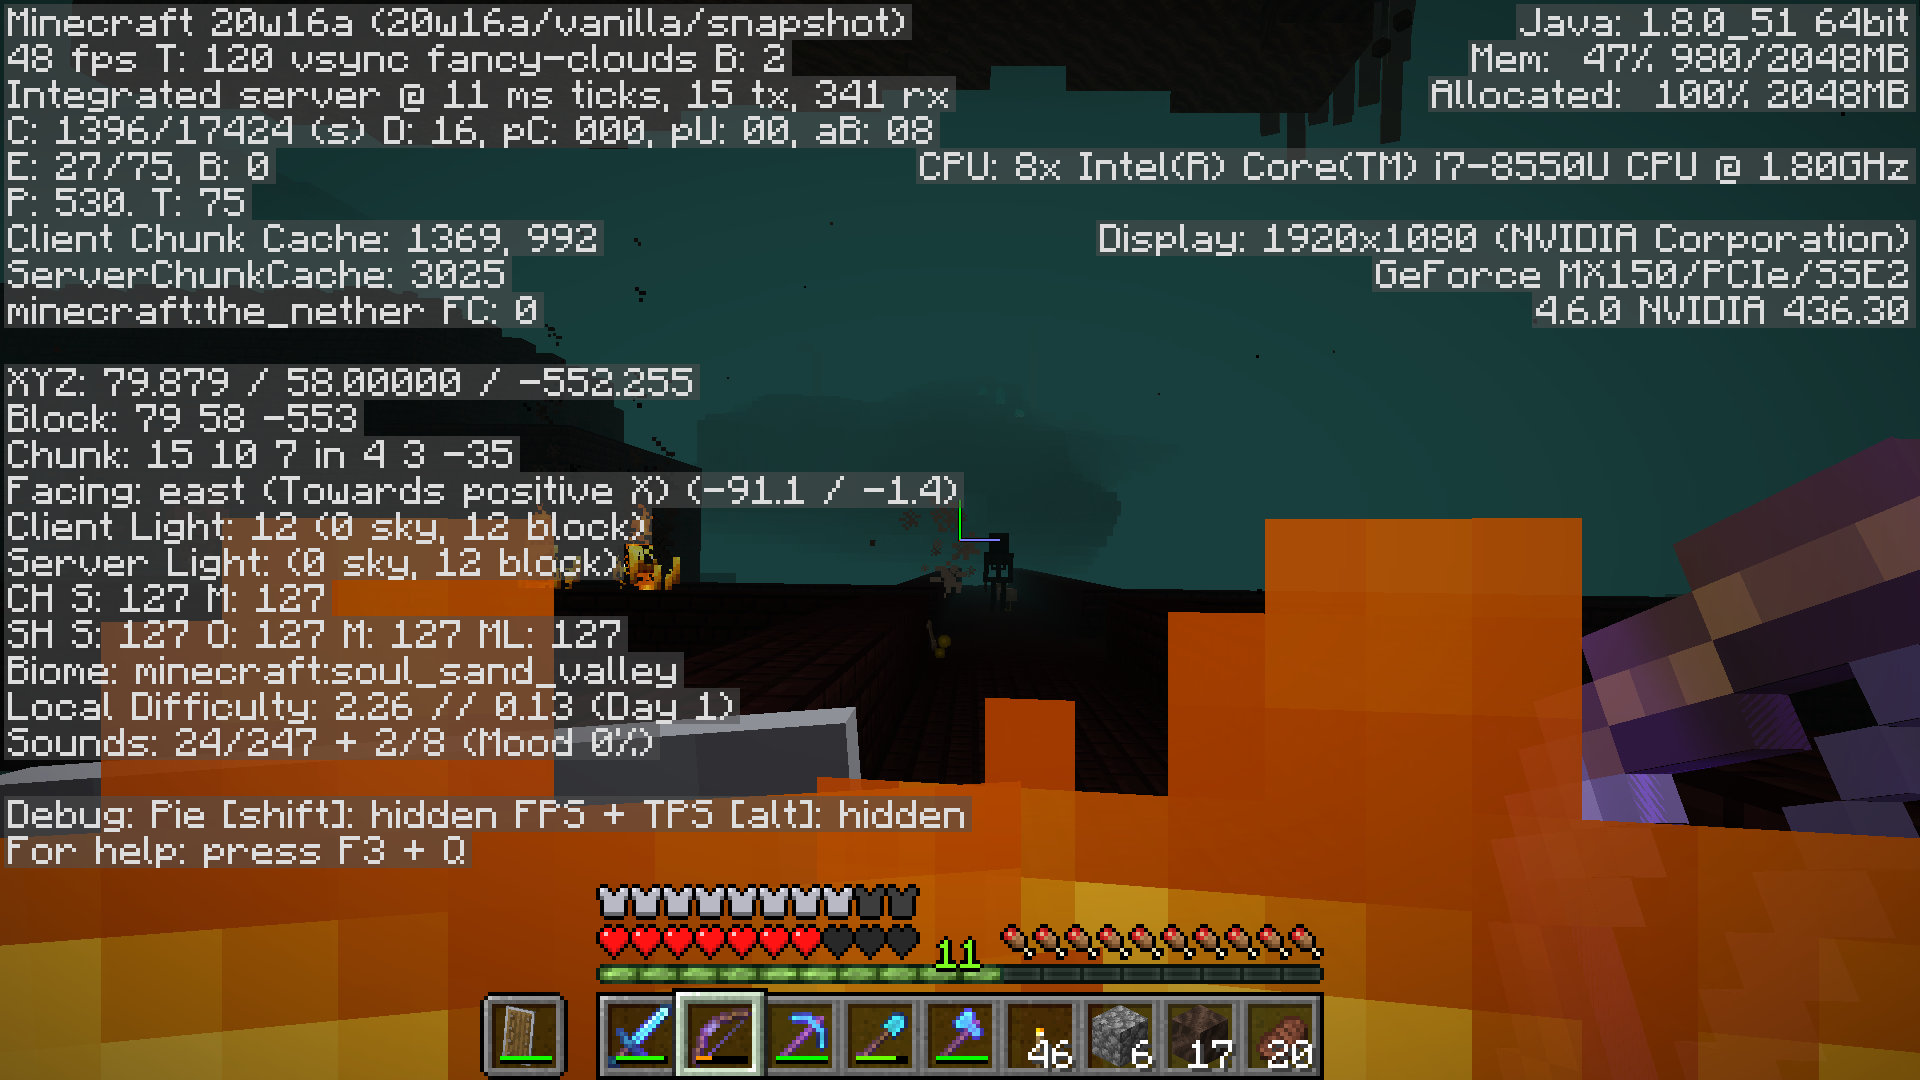 Minecraft 20w16a (20w16a/vanilla/snapshot)
48 fps T: 120 vsync fancy-clouds B: 2
Integrated server @ 11 ms ticks, 15 tx, 341 rx
C: 1396/17424 (s) D: 16, pC: 000, pU: 00, aB: 08
E: 27/75, B: 0
P: 530. T: 75
Client Chunk Cache: 1369, 992
ServerChunkCache: 3025
minecraft:the_nether FC: 0
XYZ: 79.879 / 58.00000 / -552.255
Block: 79 58 -553
Chunk: 15 10 7 in 4 3 -35
Facing: east (Towards positive X) (-91.1 / -1.4)
Client Light: 12 (0 sky, 12 block)
Server Light: (0 sky, 12 block)
CH S: 127 M: 127
SH S: 127 O: 127 M: 127 ML: 127
Biome: minecraft:soul_sand_valley
Local Difficulty: 2.26 // 0.13 (Day 1)
Sounds: 24/247 + 2/8 (Mood 0%)
Debug: Pie [shift]: hidden FPS + TPS [alt]: hidden
For help: press F3 + Q
Java: 1.8.0_51 64bit
Mem: 47% 980/2048MB
Allocated: 100% 2048MB
CPU: 8x Intel(R) Core(TM) i7-8550U CPU @ 1.80GHz
Display: 1920x1080 (NVIDIA Corporation)
GeForce MX150/PCIe/SSE2
4.6.0 NVIDIA 436.30
11
46 6 17 20